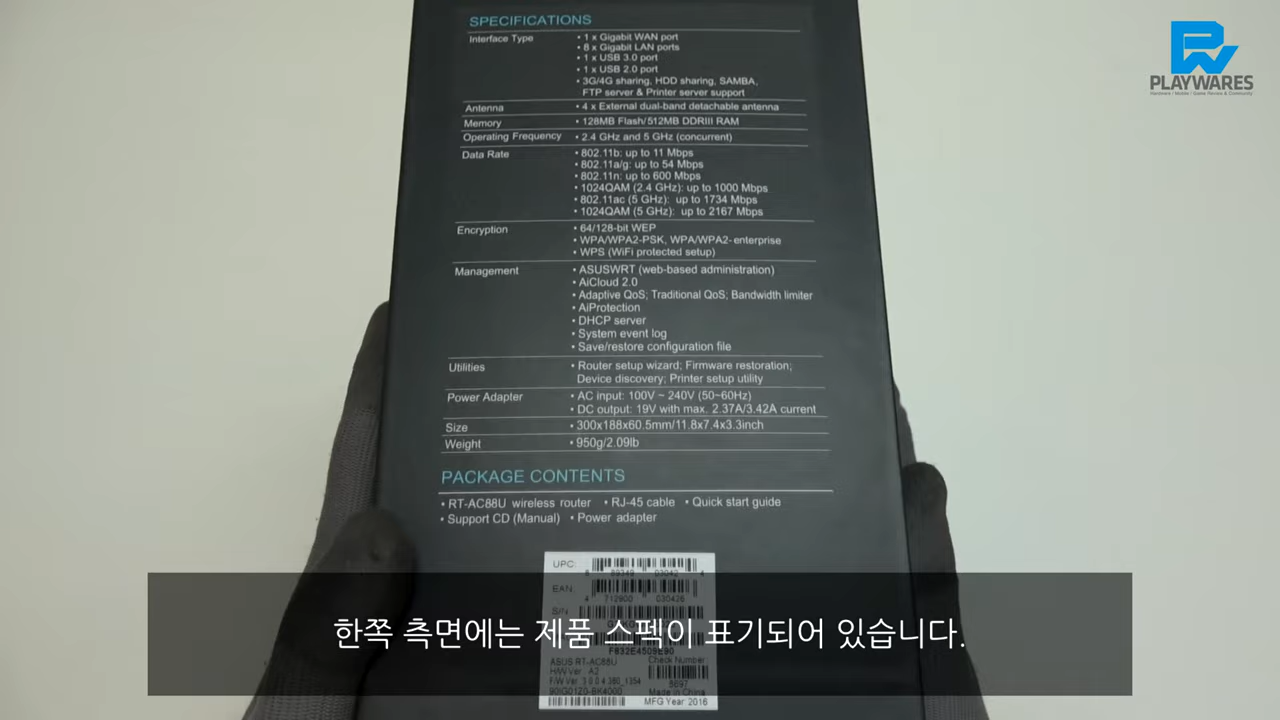 SPECIFICATIONS
Interface Type
• 1 x Gigabit WAN port
• 8 x Gigabit LAN ports
• 1 x USB 3.0 port
• 1 x USB 2.0 port
• 3G/4G sharing, HDD sharing, SAMBA,
FTP server & Printer server support
Antenna • 4 x External dual-band detachable antenna
Memory • 128MB Flash/512MB DDRIII RAM
Operating Frequency • 2.4 GHz and 5 GHz (concurrent)
Data Rate • 802.11b: up to 11 Mbps
• 802.11a/g: up to 54 Mbps
• 802.11n: up to 600 Mbps
• 1024QAM (2.4 GHz): up to 1000 Mbps
• 802.11ac (5 GHz): up to 1734 Mbps
• 1024QAM (5 GHz): up to 2167 Mbps
Encryption • 64/128-bit WEP
• WPA/WPA2-PSK, WPA/WPA2-enterprise
• WPS (WiFi protected setup)
Management • ASUSWRT (web-based administration)
• AiCloud 2.0
• Adaptive QoS; Traditional QoS; Bandwidth limiter
• AiProtection
• DHCP server
• System event log
• Save/restore configuration file
Utilities • Router setup wizard; Firmware restoration;
Device discovery; Printer setup utility
Power Adapter • AC input: 100V ~ 240V (50~60Hz)
• DC output: 19V with max. 2.37A/3.42A current
Size • 300x188x60.5mm/11.8x7.4x3.3inch
Weight • 950g/2.09lb
PACKAGE CONTENTS
• RT-AC88U wireless router • RJ-45 cable • Quick start guide
• Support CD (Manual) • Power adapter
UPC:
EAN:
4 712900 030426
S/N
한쪽 측면에는 제품 스펙이 표기되어 있습니다.
ASUS RT-AC88U Check Number:
H/W Ver.: A2
8697
90IG01Z0-BK4000 Made in China
MFG Year 2016
PLAYWARES